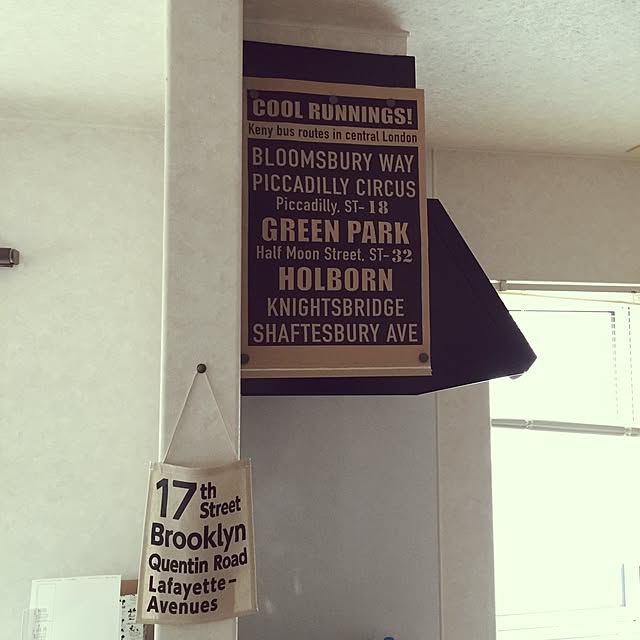 COOL RUNNINGS!
Keny bus routes in central London
BLOOMSBURY WAY
PICCADILLY CIRCUS
Piccadilly, ST-18
GREEN PARK
Half Moon Street, ST-32
HOLBORN
KNIGHTSBRIDGE
SHAFTESBURY AVE
17th Street
Brooklyn
Quentin Road
Lafayette-
Avenues